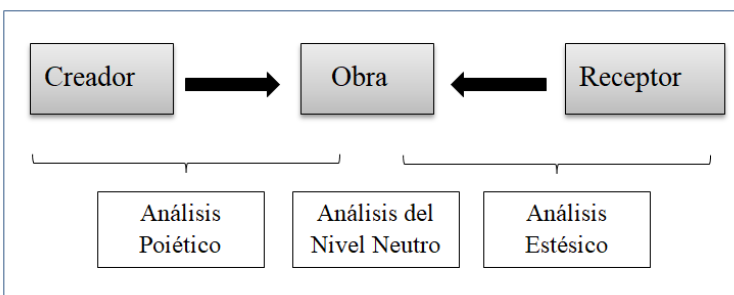 Creador
Obra
Receptor
Análisis
Poiético
Análisis del
Nivel Neutro
Análisis
Estésico